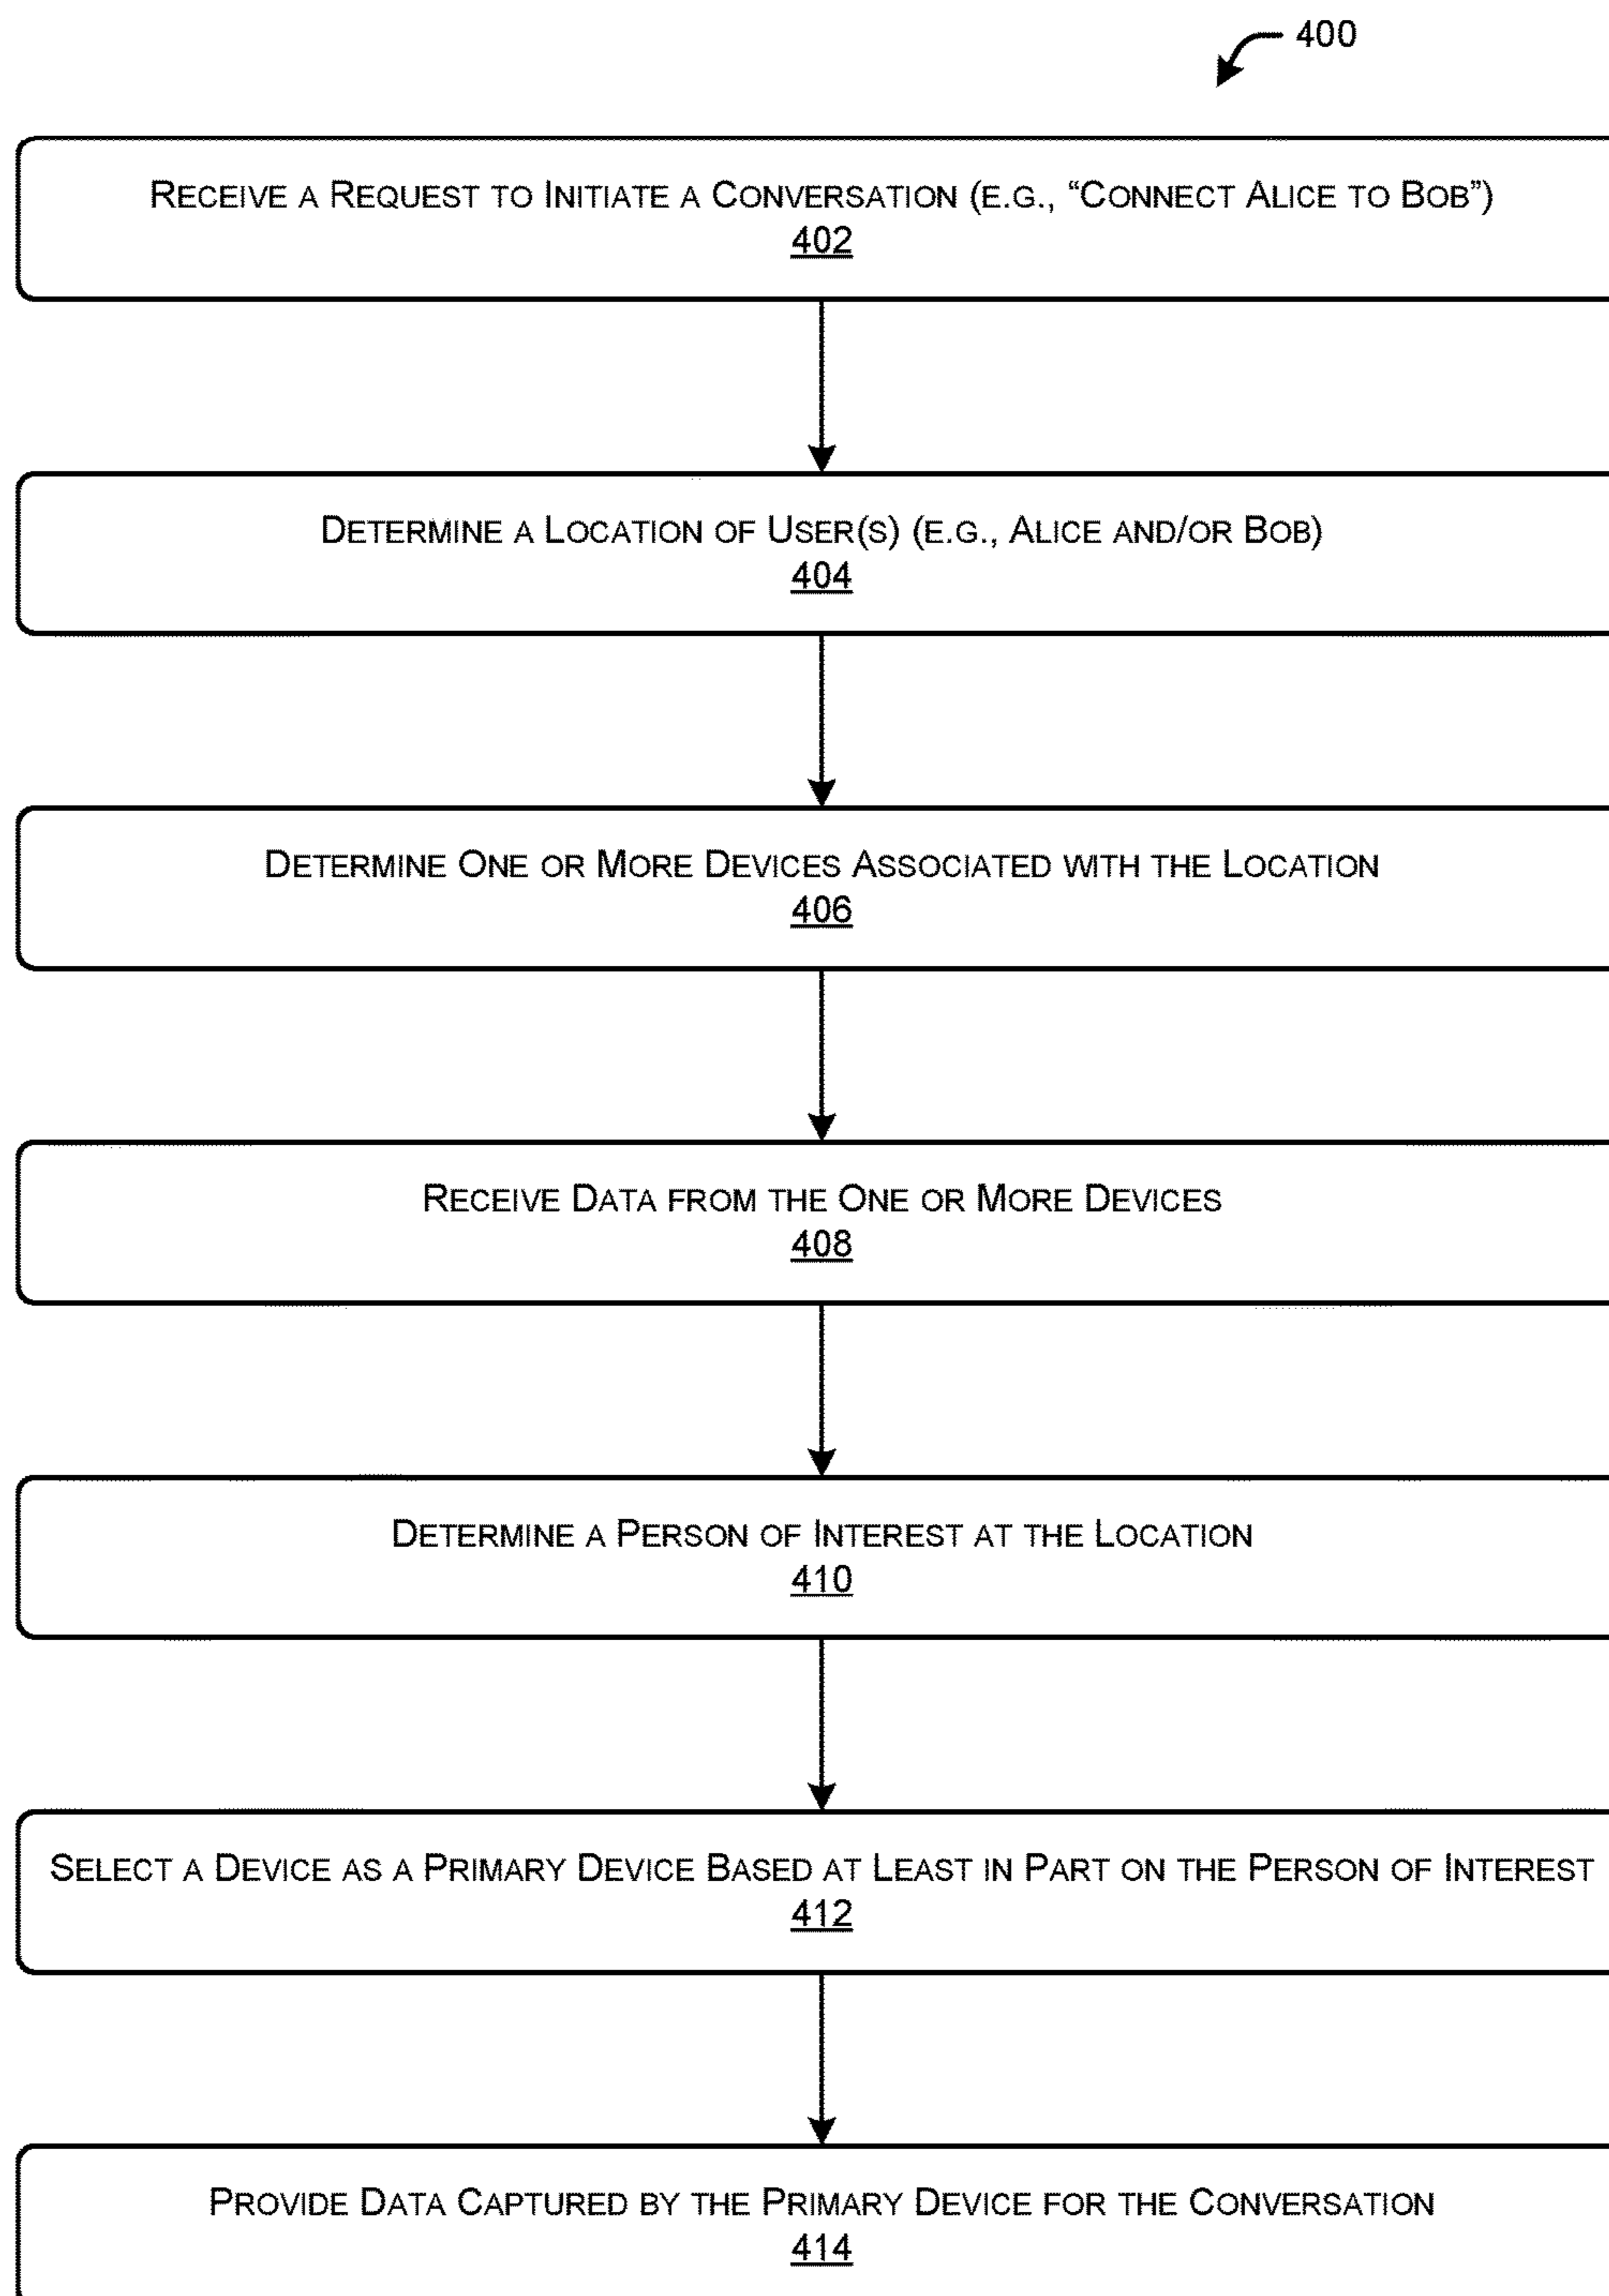 400
RECEIVE A REQUEST TO INITIATE A CONVERSATION (E.G., “CONNECT ALICE TO BOB”)
402
DETERMINE A LOCATION OF USER(S) (E.G., ALICE AND/OR BOB)
404
DETERMINE ONE OR MORE DEVICES ASSOCIATED WITH THE LOCATION
406
RECEIVE DATA FROM THE ONE OR MORE DEVICES
408
DETERMINE A PERSON OF INTEREST AT THE LOCATION
410
SELECT A DEVICE AS A PRIMARY DEVICE BASED AT LEAST IN PART ON THE PERSON OF INTEREST
412
PROVIDE DATA CAPTURED BY THE PRIMARY DEVICE FOR THE CONVERSATION
414